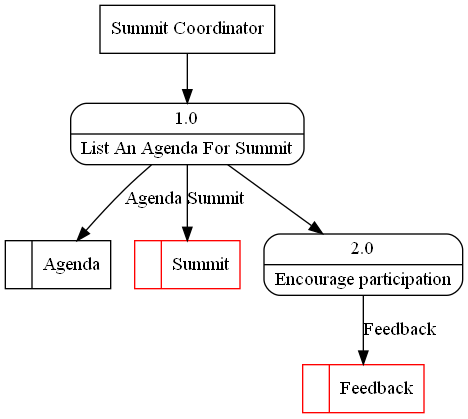 Summit Coordinator
1.0
List An Agenda For Summit
Agenda
Summit
Agenda
Summit
2.0
Encourage participation
Feedback
Feedback